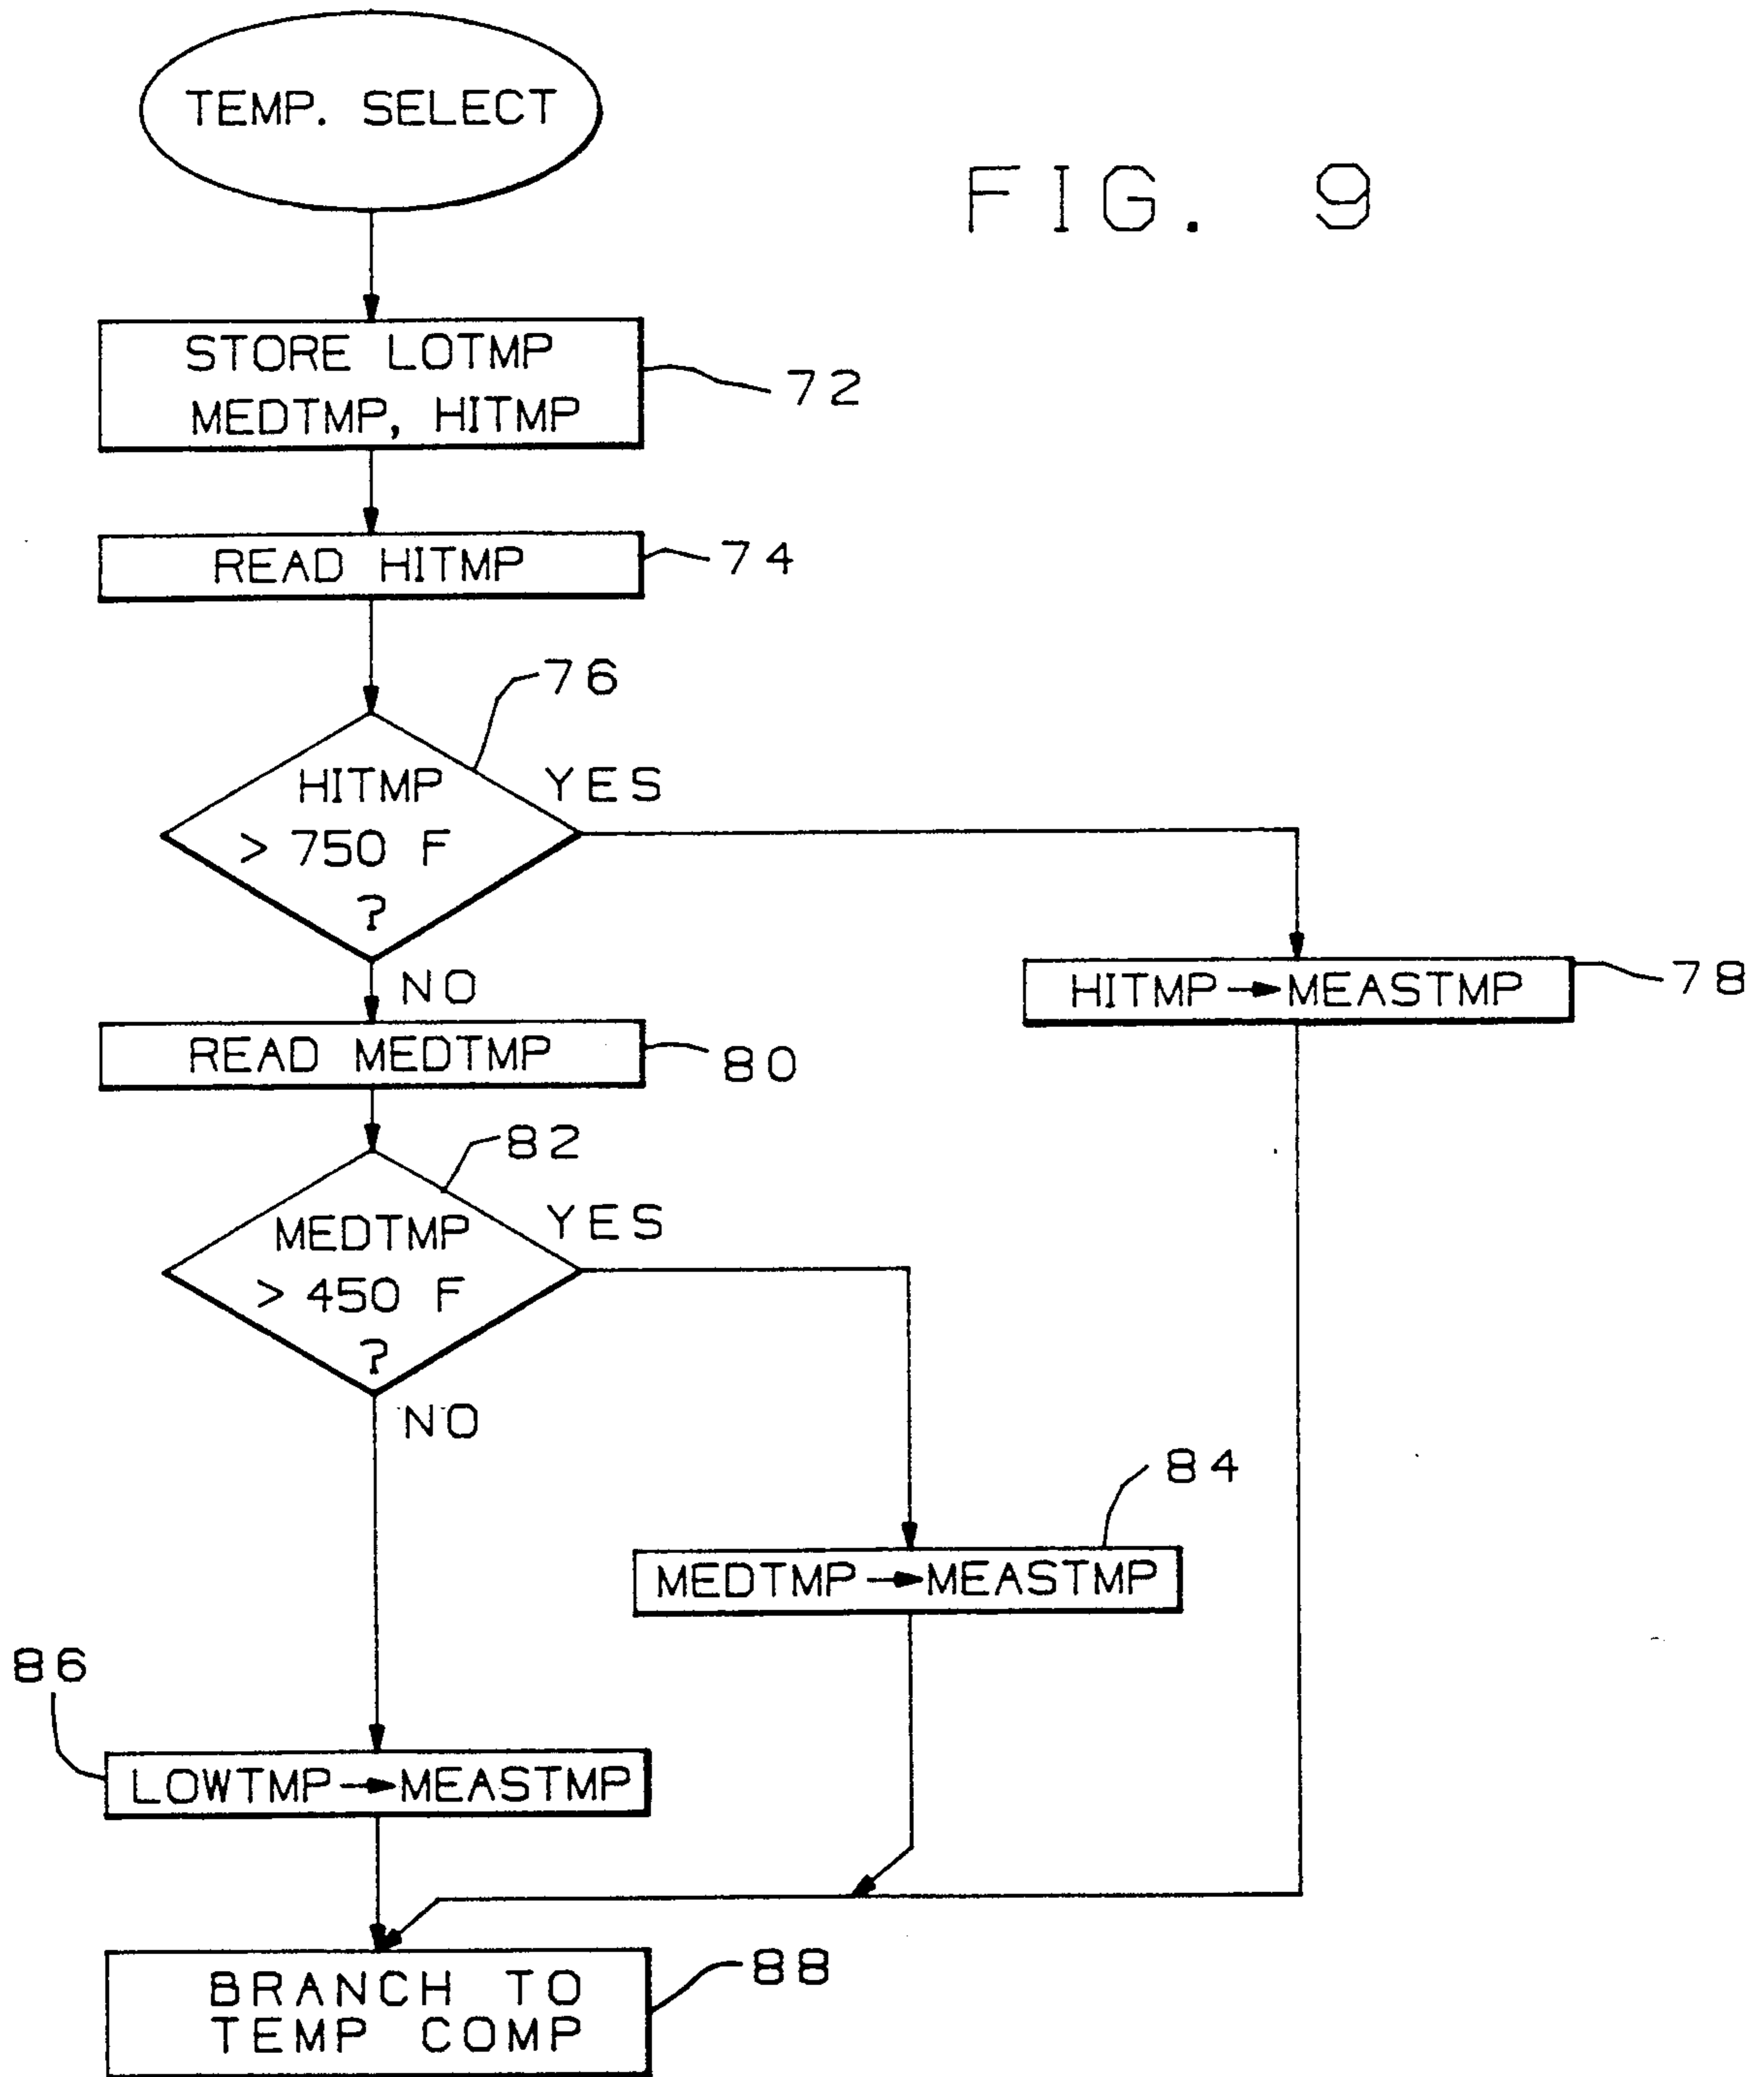 TEMP. SELECT
FIG. 9
STORE LOTMP
MEDTMP, HITMP
72
READ HITMP
74
76
HITMP
> 750 F
?
YES
NO
HITMP→MEASTMP
78
READ MEDTMP
80
82
MEDTMP
> 450 F
?
YES
NO
84
MEDTMP→MEASTMP
86
LOWTMP→MEASTMP
BRANCH TO
TEMP COMP
88